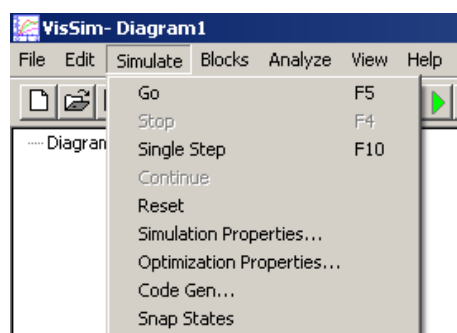 VisSim- Diagram1
File Edit Simulate Blocks Analyze View Help
Go F5
Stop F4
Diagran
Single Step F10
Continue
Reset
Simulation Properties...
Optimization Properties...
Code Gen...
Snap States